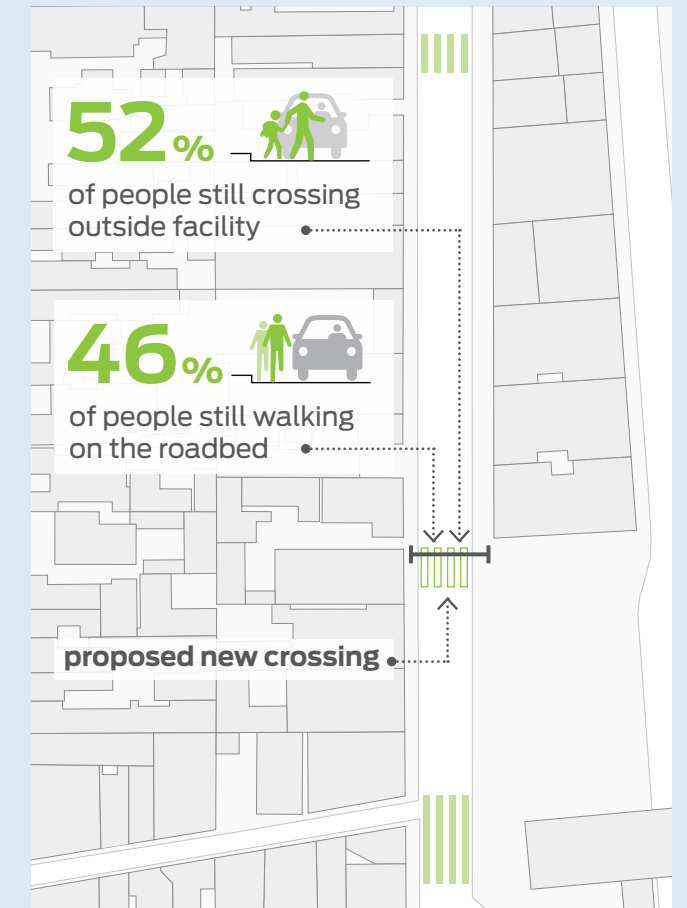 52%
of people still crossing
outside facility
46%
of people still walking
on the roadbed
proposed new crossing